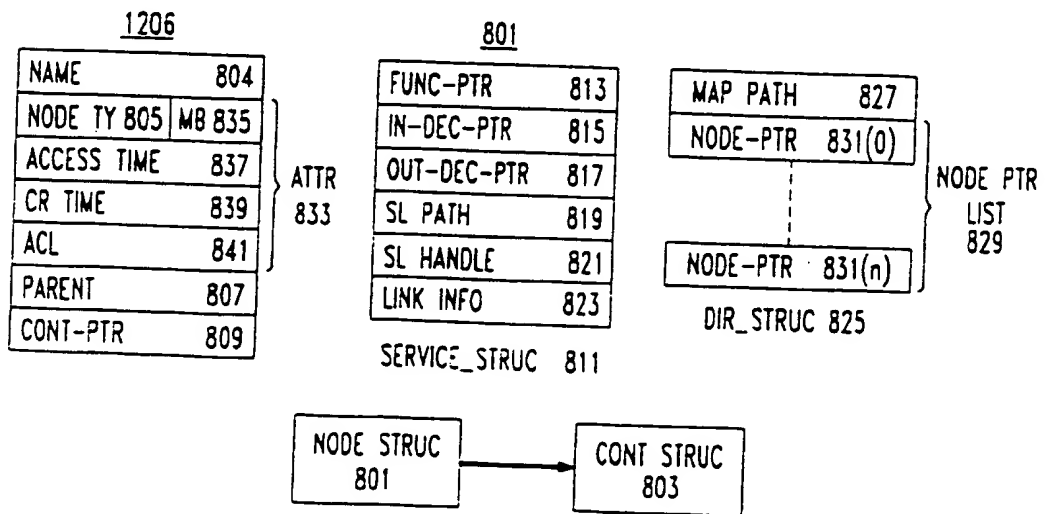 1206
NAME 804
NODE TY 805 MB 835
ACCESS TIME 837
CR TIME 839
ACL 841
PARENT 807
CONT-PTR 809
ATTR
833
801
FUNC-PTR 813
IN-DEC-PTR 815
OUT-DEC-PTR 817
SL PATH 819
SL HANDLE 821
LINK INFO 823
SERVICE_STRUC 811
MAP PATH 827
NODE-PTR 831(0)
NODE-PTR 831(n)
DIR_STRUC 825
NODE PTR
LIST
829
NODE STRUC
801
CONT STRUC
803